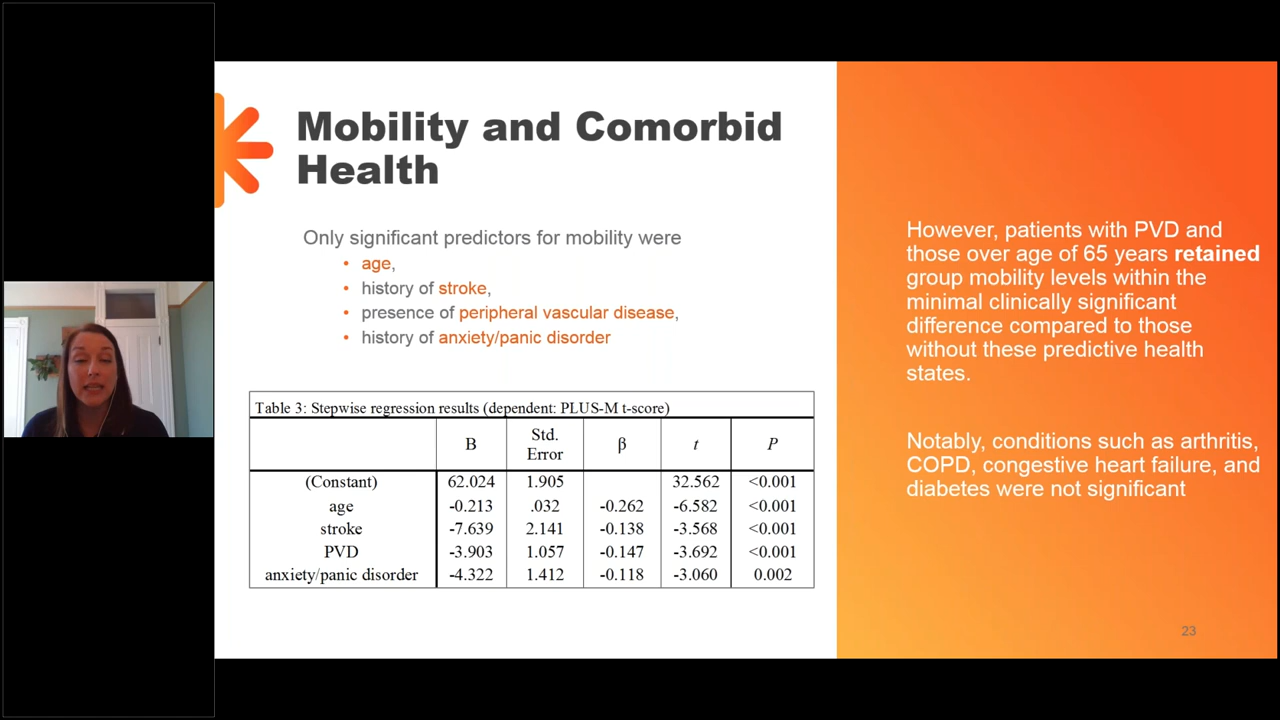 Mobility and Comorbid
Health
Only significant predictors for mobility were
• age,
• history of stroke,
• presence of peripheral vascular disease,
• history of anxiety/panic disorder
Table 3: Stepwise regression results (dependent: PLUS-M t-score)
B Std. Error β t P
(Constant) 62.024 1.905 32.562 <0.001
age -0.213 .032 -0.262 -6.582 <0.001
stroke -7.639 2.141 -0.138 -3.568 <0.001
PVD -3.903 1.057 -0.147 -3.692 <0.001
anxiety/panic disorder -4.322 1.412 -0.118 -3.060 0.002
However, patients with PVD and
those over age of 65 years retained
group mobility levels within the
minimal clinically significant
difference compared to those
without these predictive health
states.
Notably, conditions such as arthritis,
COPD, congestive heart failure, and
diabetes were not significant
23